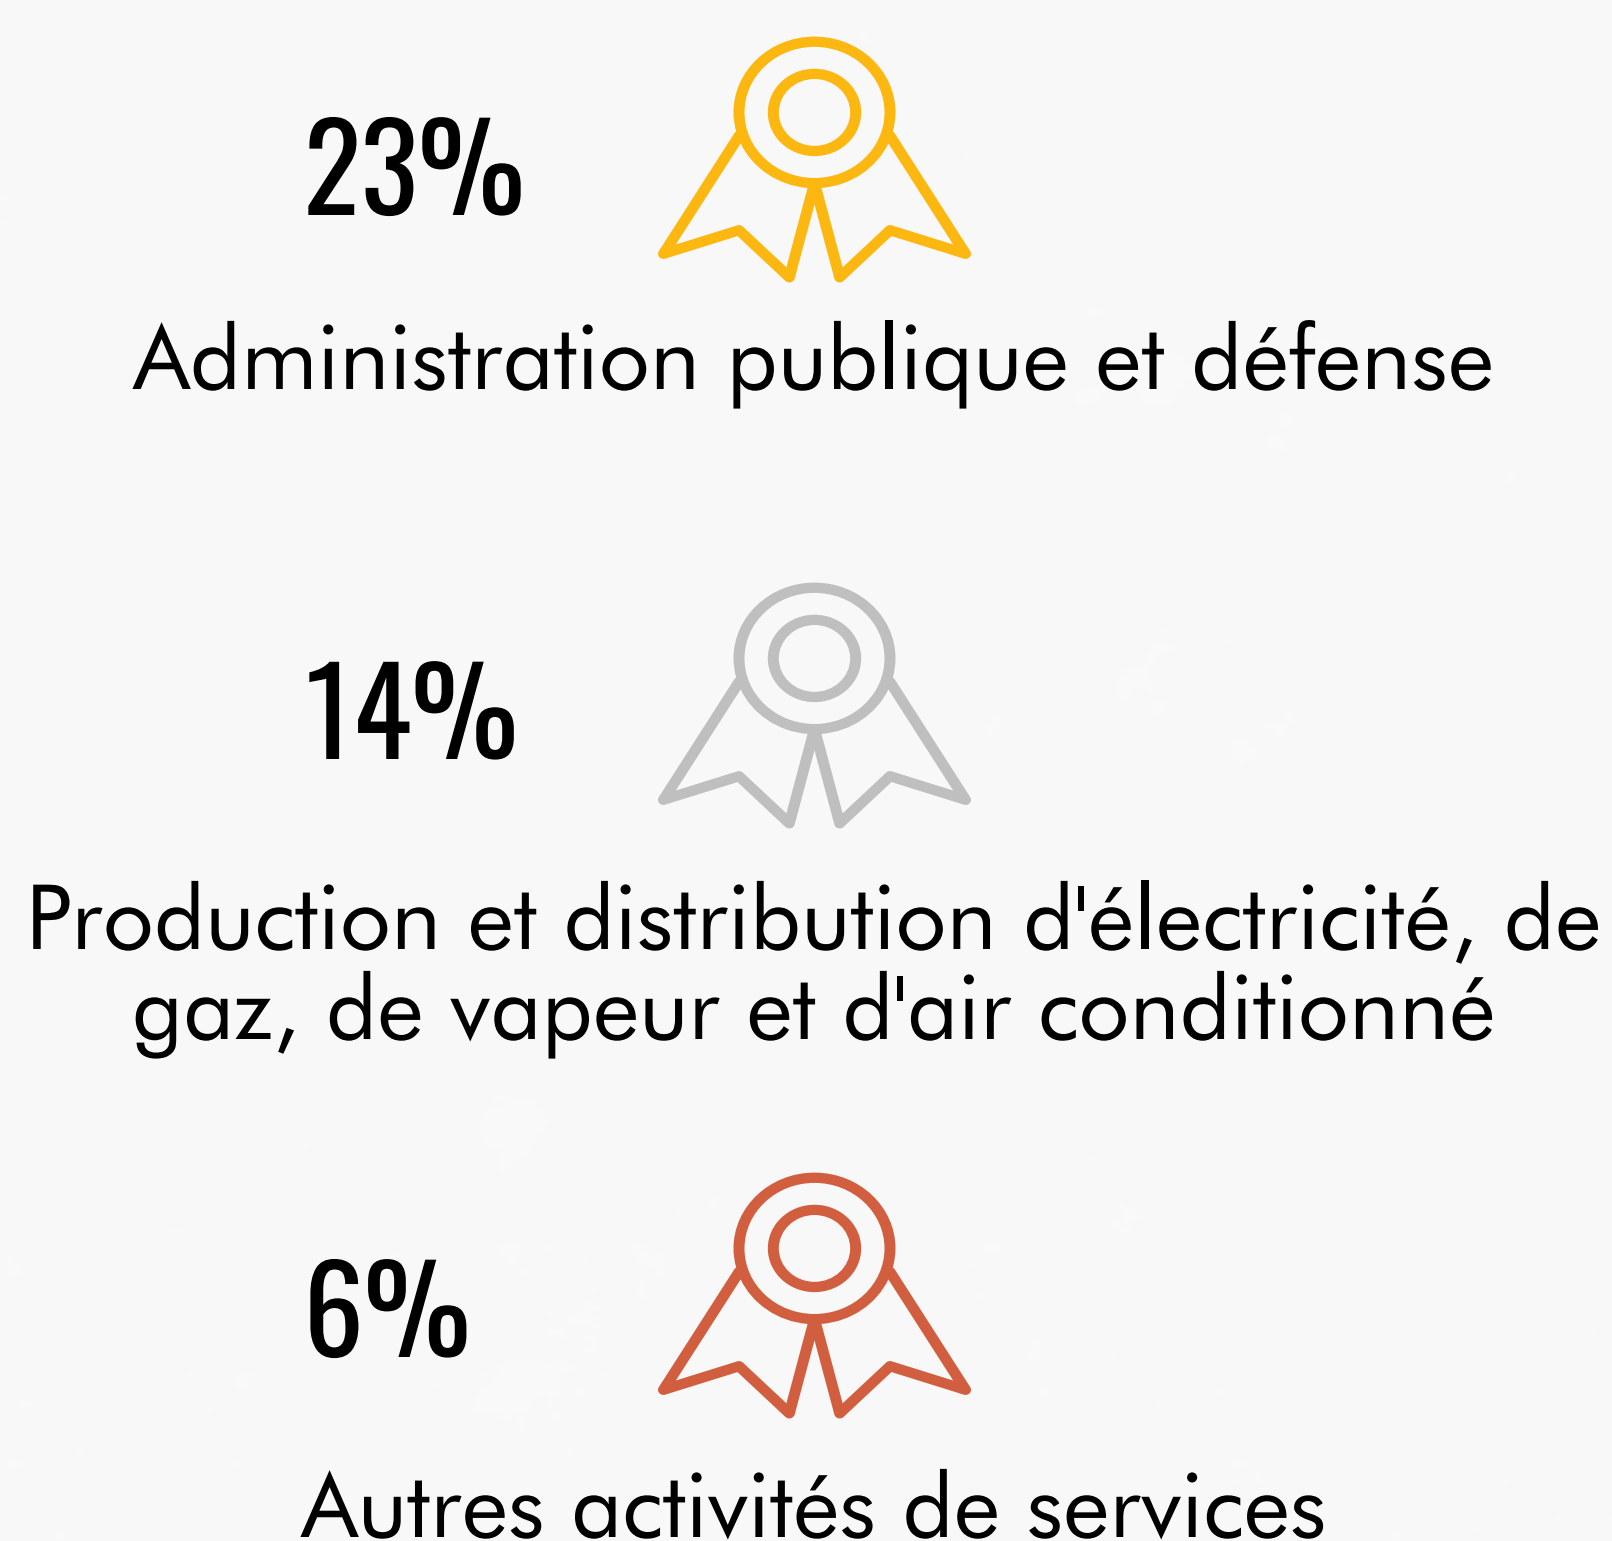 23%
Administration publique et défense
14%
Production et distribution d'électricité, de
gaz, de vapeur et d'air conditionné
6%
Autres activités de services